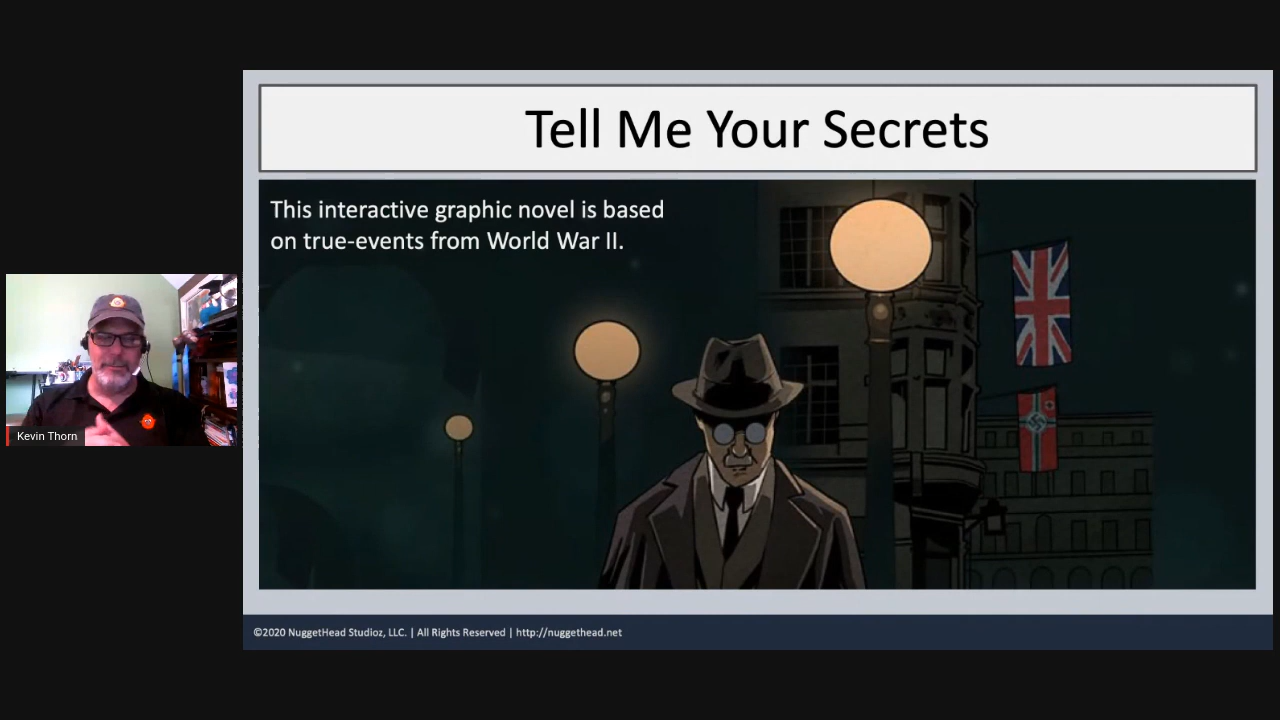 Tell Me Your Secrets
This interactive graphic novel is based
on true-events from World War II.
Kevin Thorn
©2020 NuggetHead Studioz, LLC. | All Rights Reserved | http://nuggethead.net